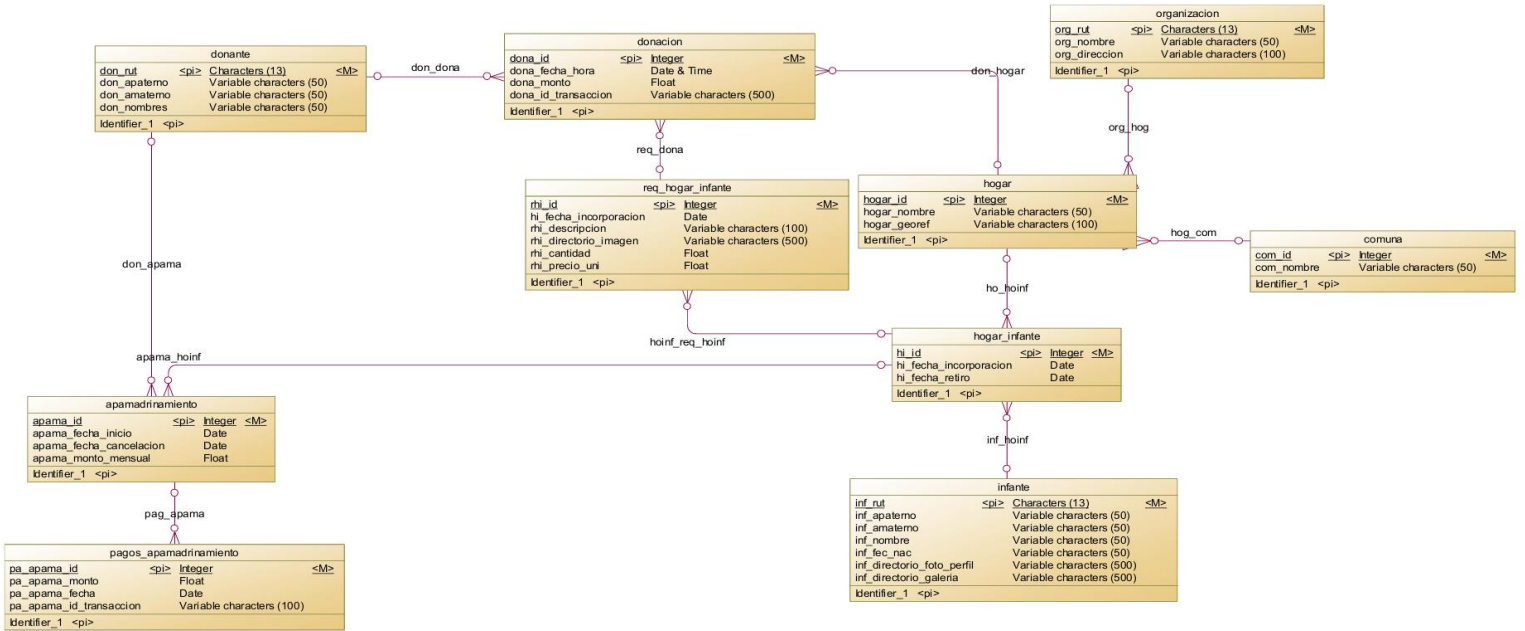 organizacion
org_rut <pi> Characters (13) <M>
org_nombre Variable characters (50)
org_direccion Variable characters (100)
Identifier_1 <pi>
donante
don_rut <pi> Characters (13) <M>
don_apaterno Variable characters (50)
don_amaterno Variable characters (50)
don_nombres Variable characters (50)
Identifier_1 <pi>
don_dona
donacion
dona_id <pi> Integer <M>
dona_fecha_hora Date & Time
dona_monto Float
dona_id_transaccion Variable characters (500)
Identifier_1 <pi>
don_hogar
org_hog
req_dona
req_hogar_infante
rhi_id <pi> Integer <M>
hi_fecha_incorporacion Date
rhi_descripcion Variable characters (100)
rhi_directorio_imagen Variable characters (500)
rhi_cantidad Float
rhi_precio_uni Float
Identifier_1 <pi>
hogar
hogar_id <pi> Integer <M>
hogar_nombre Variable characters (50)
hogar_georef Variable characters (100)
Identifier_1 <pi>
hog_com
comuna
com_id <pi> Integer <M>
com_nombre Variable characters (50)
Identifier_1 <pi>
don_apama
ho_hoinf
hoinf_req_hoinf
apama_hoinf
hogar_infante
hi_id <pi> Integer <M>
hi_fecha_incorporacion Date
hi_fecha_retiro Date
Identifier_1 <pi>
apamadrinamiento
apama_id <pi> Integer <M>
apama_fecha_inicio Date
apama_fecha_cancelacion Date
apama_monto_mensual Float
Identifier_1 <pi>
inf_hoinf
infante
inf_rut <pi> Characters (13) <M>
inf_apaterno Variable characters (50)
inf_amaterno Variable characters (50)
inf_nombre Variable characters (50)
inf_fec_nac Variable characters (50)
inf_directorio_foto_perfil Variable characters (500)
inf_directorio_galeria Variable characters (500)
Identifier_1 <pi>
pag_apama
pagos_apamadrinamiento
pa_apama_id <pi> Integer <M>
pa_apama_monto Float
pa_apama_fecha Date
pa_apama_id_transaccion Variable characters (100)
Identifier_1 <pi>